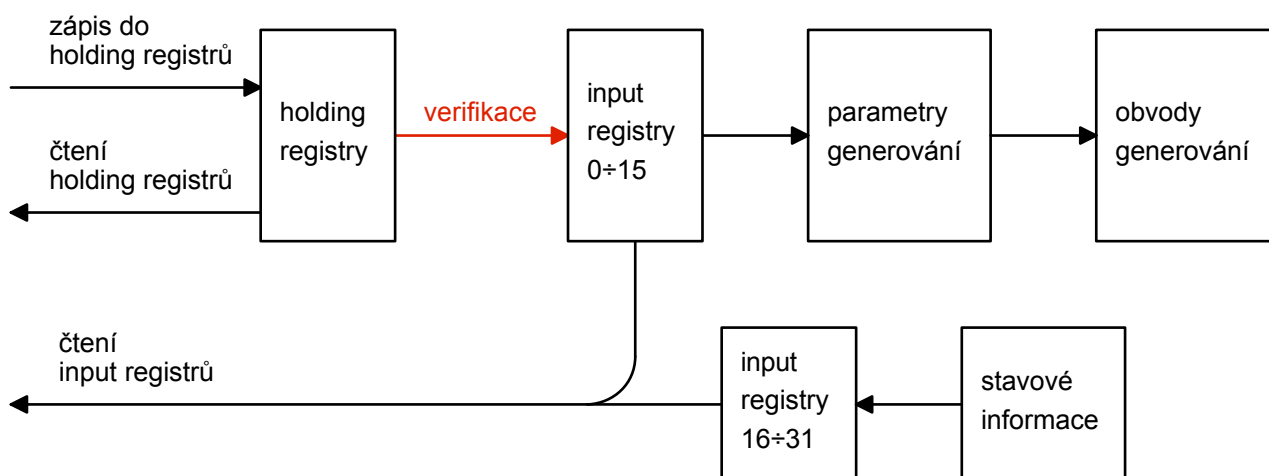 zápis do
holding registrů
holding
registry
verifikace
input
registry
0÷15
parametry
generování
obvody
generování
čtení
holding registrů
čtení
input registrů
input
registry
16÷31
stavové
informace